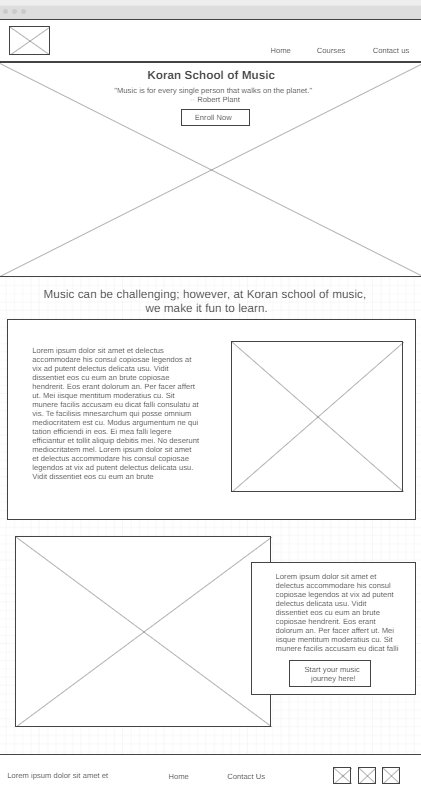 Home Courses Contact us
Koran School of Music
"Music is for every single person that walks on the planet."
Robert Plant
Enroll Now
Music can be challenging; however, at Koran school of music,
we make it fun to learn.
Lorem ipsum dolor sit amet et delectus
accommodare his consul copiosae legendos at
vix ad putent delectus delicata usu. Vidit
dissentiet eos cu eum an brute copiosae
hendrerit. Eos erant dolorum an. Per facer affert
ut. Mei iisque mentitum moderatius cu. Sit
munere facilis accusam eu dicat falli consulatu at
vis. Te facilisis mnesarchum qui posse omnium
mediocritatem est cu. Modus argumentum ne qui
tation efficiendi in eos. Ei mea falli legere
efficiantur et tollit aliquip debitis mei. No deserunt
mediocritatem mel. Lorem ipsum dolor sit amet
et delectus accommodare his consul copiosae
legendos at vix ad putent delectus delicata usu.
Vidit dissentiet eos cu eum an brute
Lorem ipsum dolor sit amet et
delectus accommodare his consul
copiosae legendos at vix ad putent
delectus delicata usu. Vidit
dissentiet eos cu eum an brute
copiosae hendrerit. Eos erant
dolorum an. Per facer affert ut. Mei
iisque mentitum moderatius cu. Sit
munere facilis accusam eu dicat falli
Start your music
journey here!
Lorem ipsum dolor sit amet et Home Contact Us